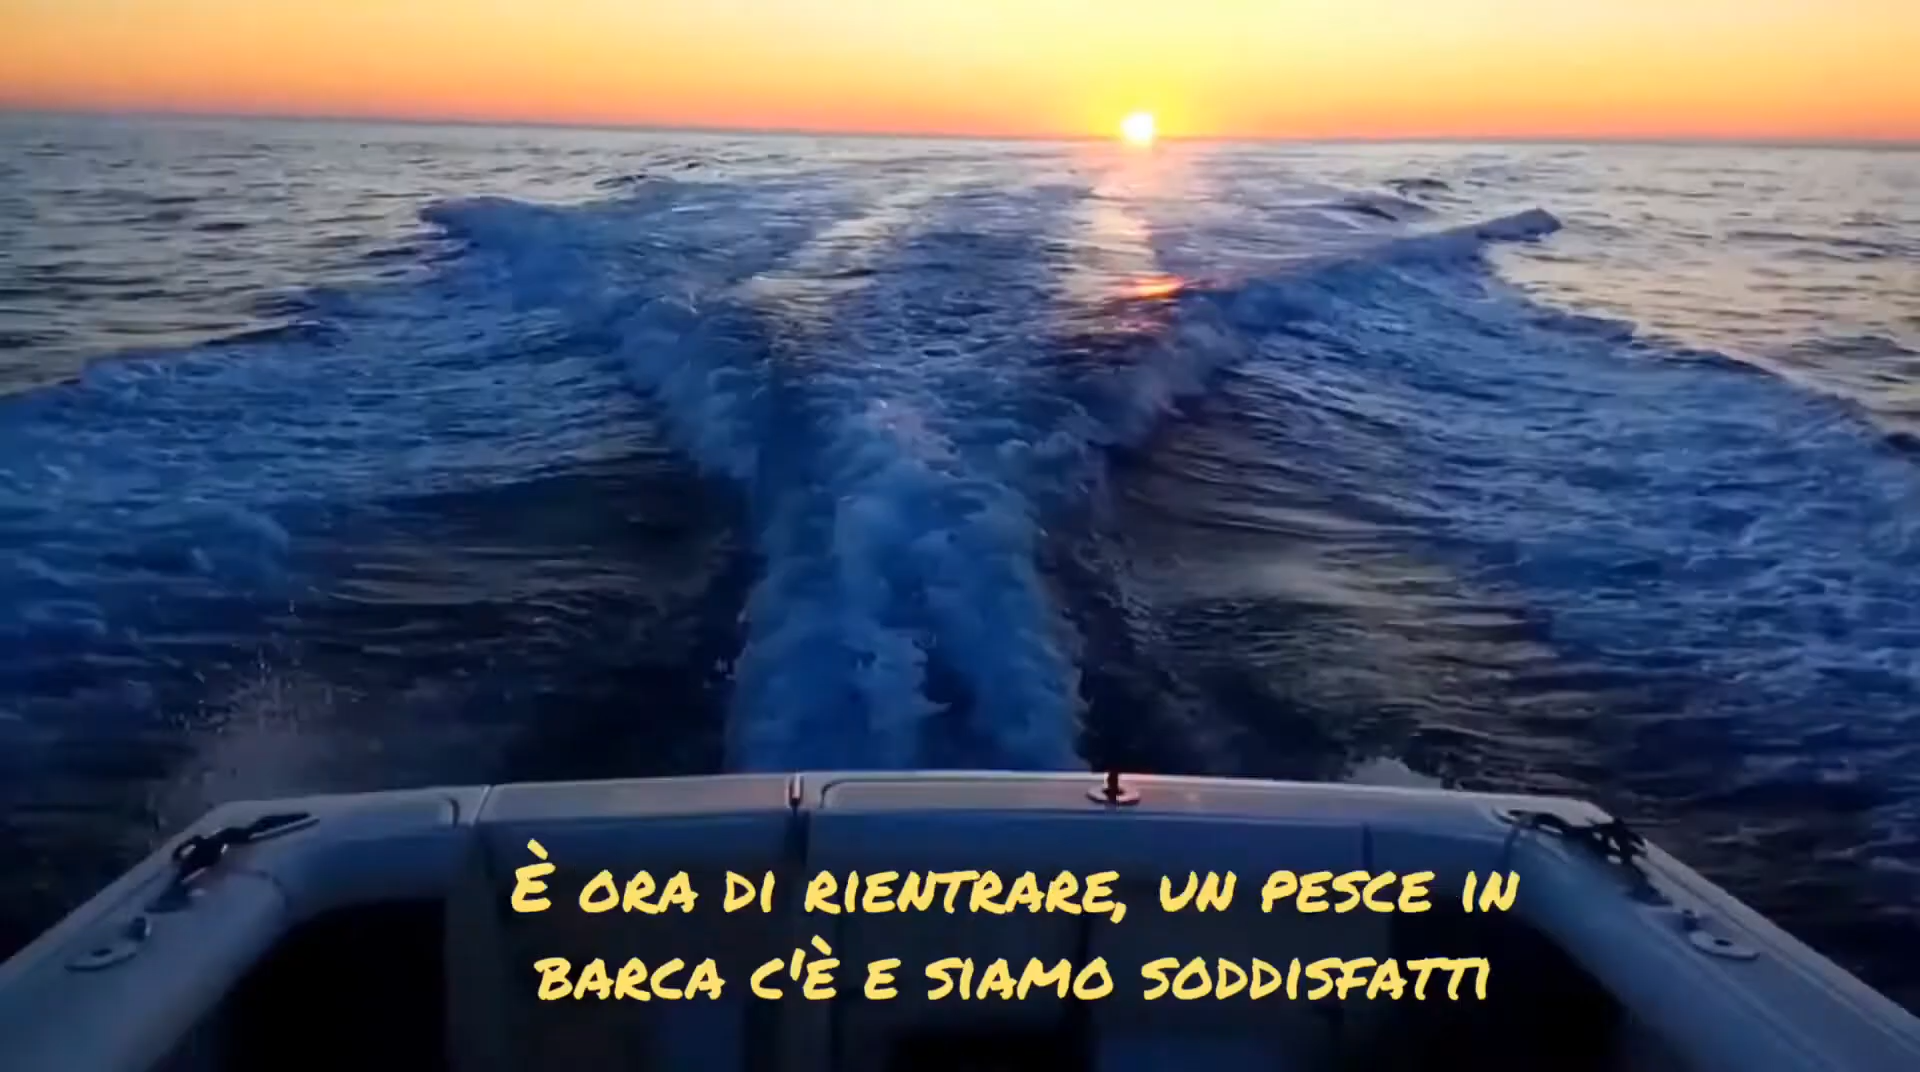 È ORA DI RIENTRARE, UN PESCE IN
BARCA C'È E SIAMO SODDISFATTI